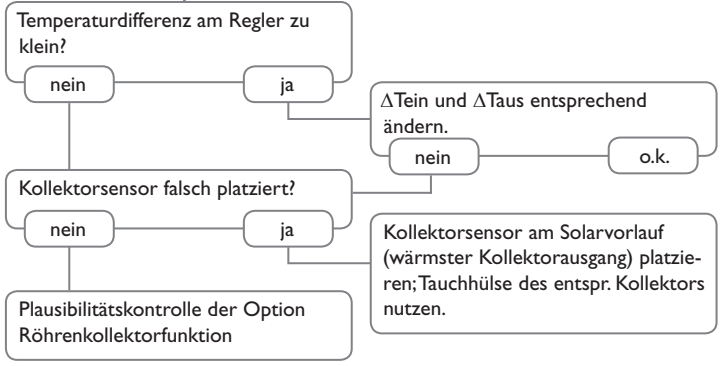 Temperaturdifferenz am Regler zu
klein?
nein
ja
ΔTein und ΔTaus entsprechend
ändern.
nein
o.k.
Kollektorsensor falsch platziert?
nein
ja
Kollektorsensor am Solarvorlauf
(wärmster Kollektorausgang) platzie-
ren; Tauchhülse des entspr. Kollektors
nutzen.
Plausibilitätskontrolle der Option
Röhrenkollektorfunktion